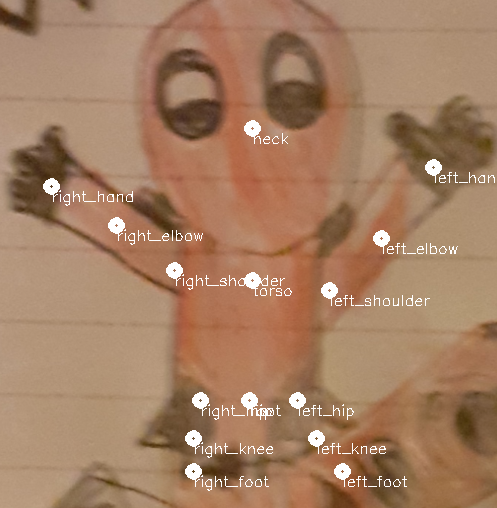 neck
left_han
right_hand
right_elbow
left_elbow
right_shoulder
torso
left_shoulder
right_hip
root
left_hip
right_knee
left_knee
right_foot
left_foot